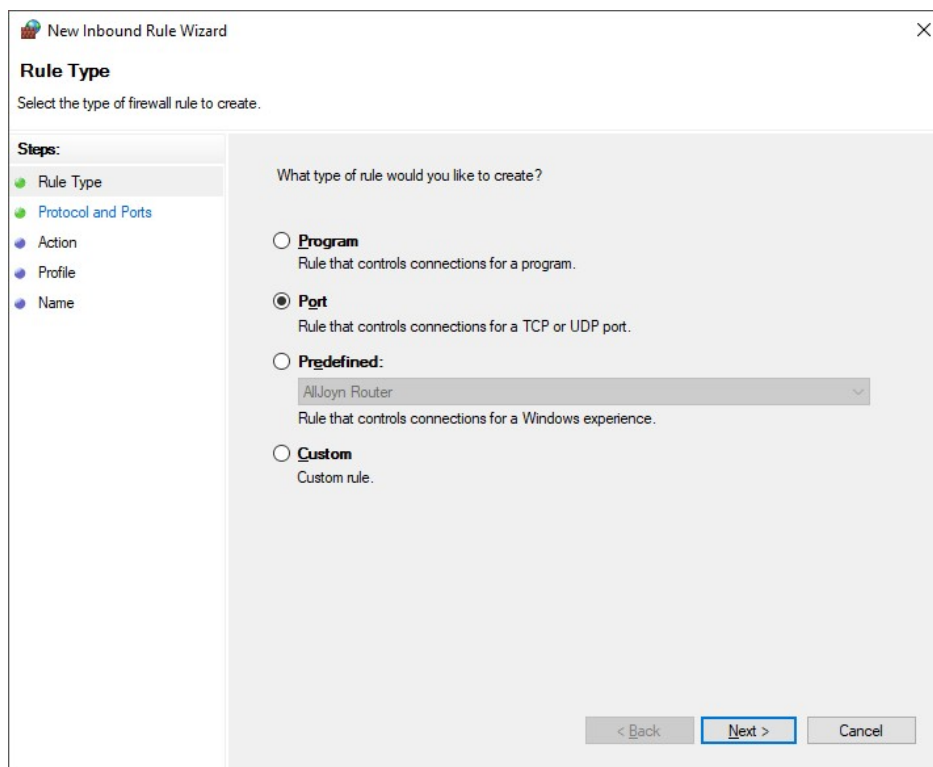 New Inbound Rule Wizard
Rule Type
Select the type of firewall rule to create.
Steps:
Rule Type
Protocol and Ports
Action
Profile
Name
What type of rule would you like to create?
Program
Rule that controls connections for a program.
Port
Rule that controls connections for a TCP or UDP port.
Predefined:
AllJoyn Router
Rule that controls connections for a Windows experience.
Custom
Custom rule.
< Back Next > Cancel